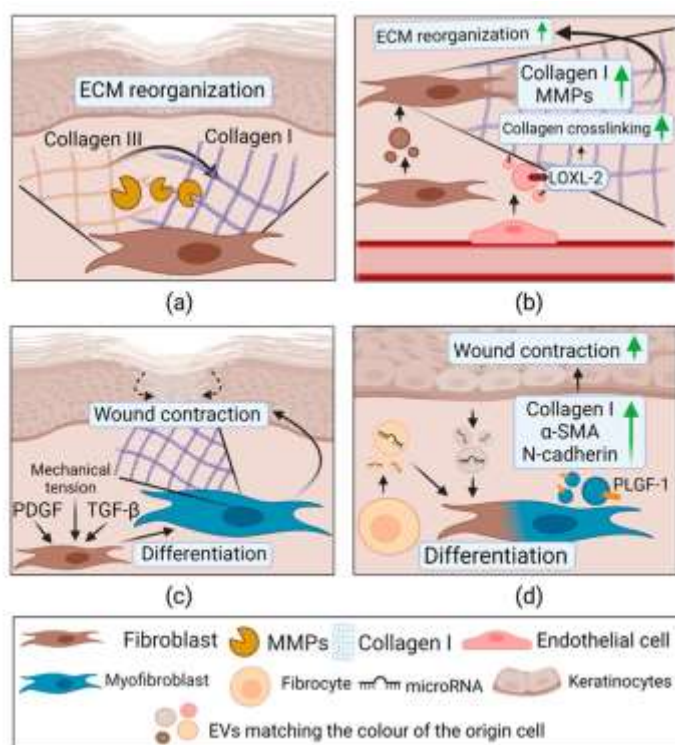 ECM reorganization
Collagen III
Collagen I
(a)
ECM reorganization
Collagen I
MMPs
Collagen crosslinking
LOXL-2
(b)
Wound contraction
Mechanical
tension
PDGF
TGF-β
Differentiation
(c)
Wound contraction
Collagen I
α-SMA
N-cadherin
PLGF-1
Differentiation
(d)
Fibroblast
MMPs
Collagen I
Endothelial cell
Myofibroblast
Fibrocyte
microRNA
Keratinocytes
EVs matching the colour of the origin cell